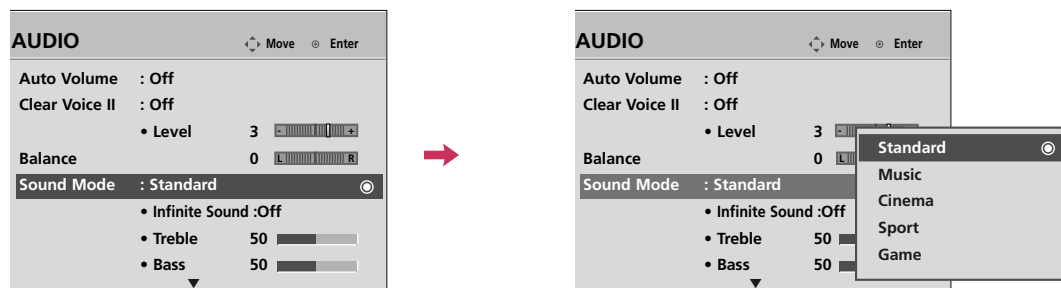 AUDIO Move Enter
Auto Volume : Off
Clear Voice II : Off
• Level 3 - +
Balance 0 L R
Sound Mode : Standard
• Infinite Sound :Off
• Treble 50
• Bass 50
AUDIO Move Enter
Auto Volume : Off
Clear Voice II : Off
• Level 3 -
Balance 0 L
Sound Mode : Standard
• Infinite Sound :Off
• Treble 50
• Bass 50
Standard
Music
Cinema
Sport
Game